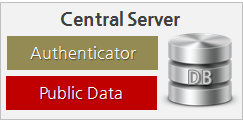 Central Server
Authenticator
Public Data
DB